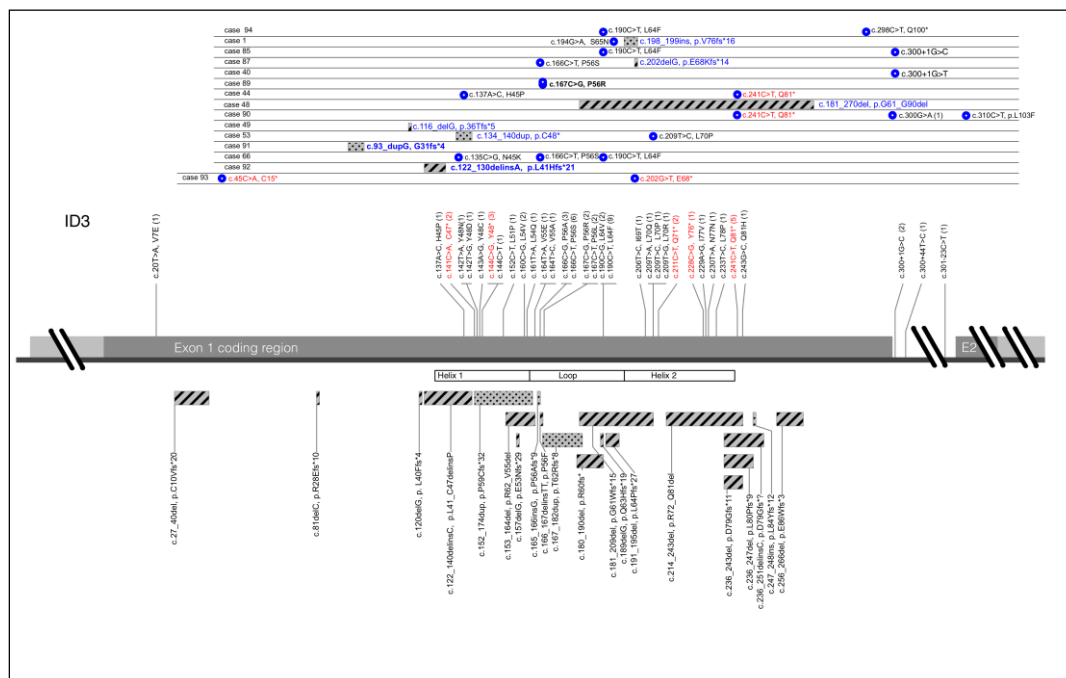 case 94
c.190C>T, L64F
c.298C>T, Q100*
case 1
c.194G>A, S65N
c.198_199ins, p.V76fs*16
case 85
c.190C>T, L64F
c.300+1G>C
case 87
c.166C>T, P56S
c.202delG, p.E68Kfs*14
case 40
c.300+1G>T
case 89
c.167C>G, P56R
case 44
c.137A>C, H45P
c.241C>T, Q81*
case 48
c.181_270del, p.G61_G90del
case 90
c.241C>T, Q81*
c.300G>A (1)
c.310C>T, p.L103F
case 49
c.116_delG, p.36Tfs*5
case 53
c.134_140dup, p.C48*
c.209T>C, L70P
case 91
c.93_dupG, G31fs*4
case 66
c.135C>G, N45K
c.166C>T, P56S
c.190C>T, L64F
case 92
c.122_130delinsA, p.L41Hfs*21
case 93
c.45C>A, C15*
c.202G>T, E68*
ID3
c.20T>A, V7E (1)
c.137A>C, H45P (1)
c.141C>A, C47* (2)
c.142T>A, Y48N(1)
c.142T>G, Y48D (1)
c.143A>G, Y48C (1)
c.144C>G, Y48* (3)
c.144C>T (1)
c.152C>T, L51P (1)
c.160C>G, L54V (2)
c.161T>A, L54Q (1)
c.164T>A, V55E (1)
c.164T>C, V55A (1)
c.166C>G, P56A (3)
c.166C>T, P56S (6)
c.167C>G, P56R (2)
c.167C>T, P56L (2)
c.190C>G, L64V (2)
c.190C>T, L64F (9)
c.206T>C, I69T (1)
c.209T>A, L70Q (1)
c.209T>C, L70P (1)
c.209T>G, L70R (1)
c.211C>T, Q71* (2)
c.228C>G, Y76* (1)
c.229A>G, I77V (1)
c.230T>A, N77N (1)
c.233T>C, L78P (1)
c.241C>T, Q81* (5)
c.243G>C, Q81H (1)
c.300+1G>C (2)
c.300+44T>C (1)
c.301-23C>T (1)
Exon 1 coding region
E2
Helix 1
Loop
Helix 2
c.27_40del, p.C10Vfs*20
c.81delC, p.R28Efs*10
c.120delG, p. L40Ffs*4
c.122_140delinsC, p.L41_C47delinsP
c.152_174dup, p.P59Cfs*32
c.153_164del, p.R62_V55del
c.157delG, p.E53Nfs*29
c.165_166insG, p.P56Afs*9
c.166_167delinsTT, p.P56F
c.167_182dup, p.T62Rfs*8
c.180_190del, p.R60fs*
c.181_209del, p.G61Wfs*15
c.189delG, p.Q63Hfs*19
c.191_195del, p.L64Pfs*27
c.214_243del, p.R72_Q81del
c.236_243del, p.D79Gfs*11
c.236_247del, p.L80Pfs*9
c.236_251delinsC, p.D79Gfs*?
c.247_248ins, p.L84Yfs*12
c.256_266del, p.E86Wfs*3